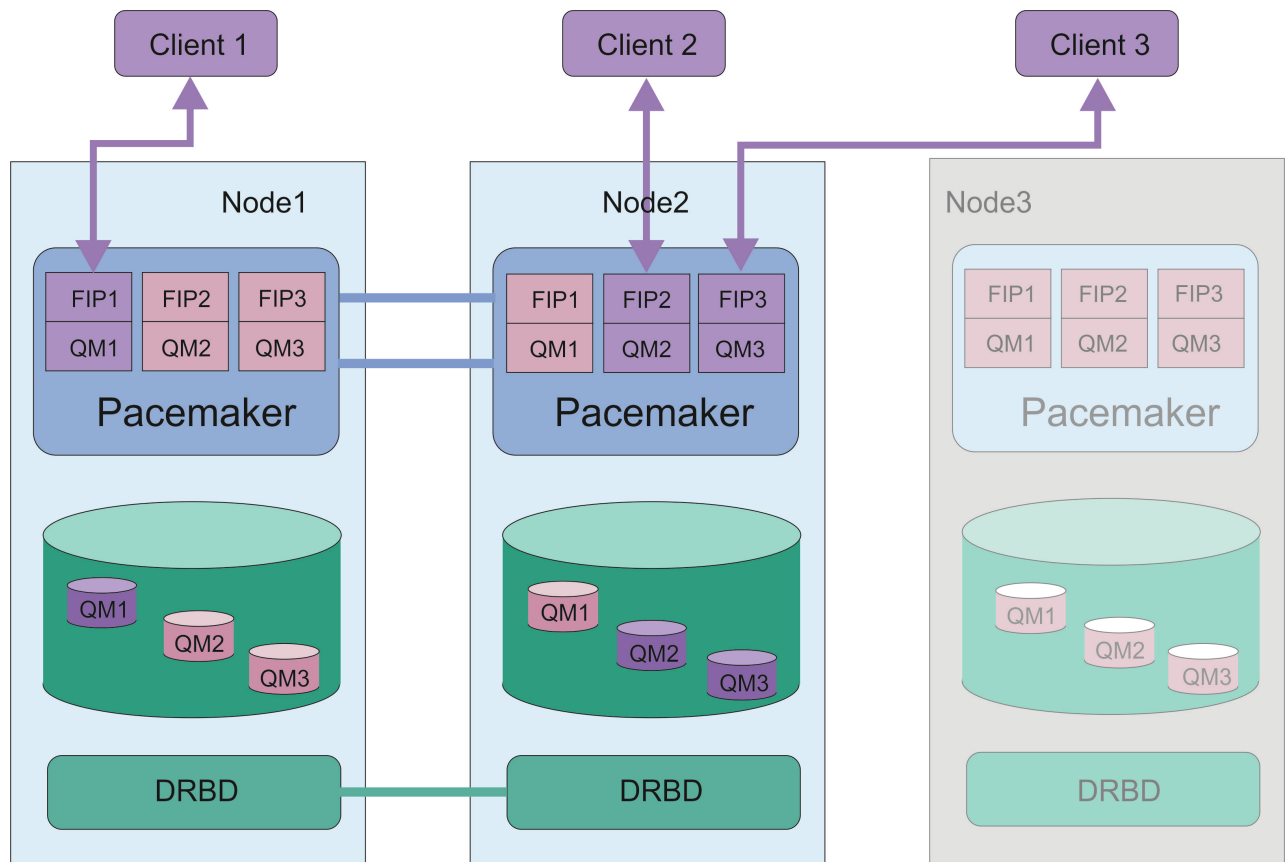 Client 1
Client 2
Client 3
Node1
Node2
Node3
FIP1 FIP2 FIP3
QM1 QM2 QM3
Pacemaker
FIP1 FIP2 FIP3
QM1 QM2 QM3
Pacemaker
FIP1 FIP2 FIP3
QM1 QM2 QM3
Pacemaker
QM1
QM2
QM3
QM1
QM2
QM3
QM1
QM2
QM3
DRBD
DRBD
DRBD